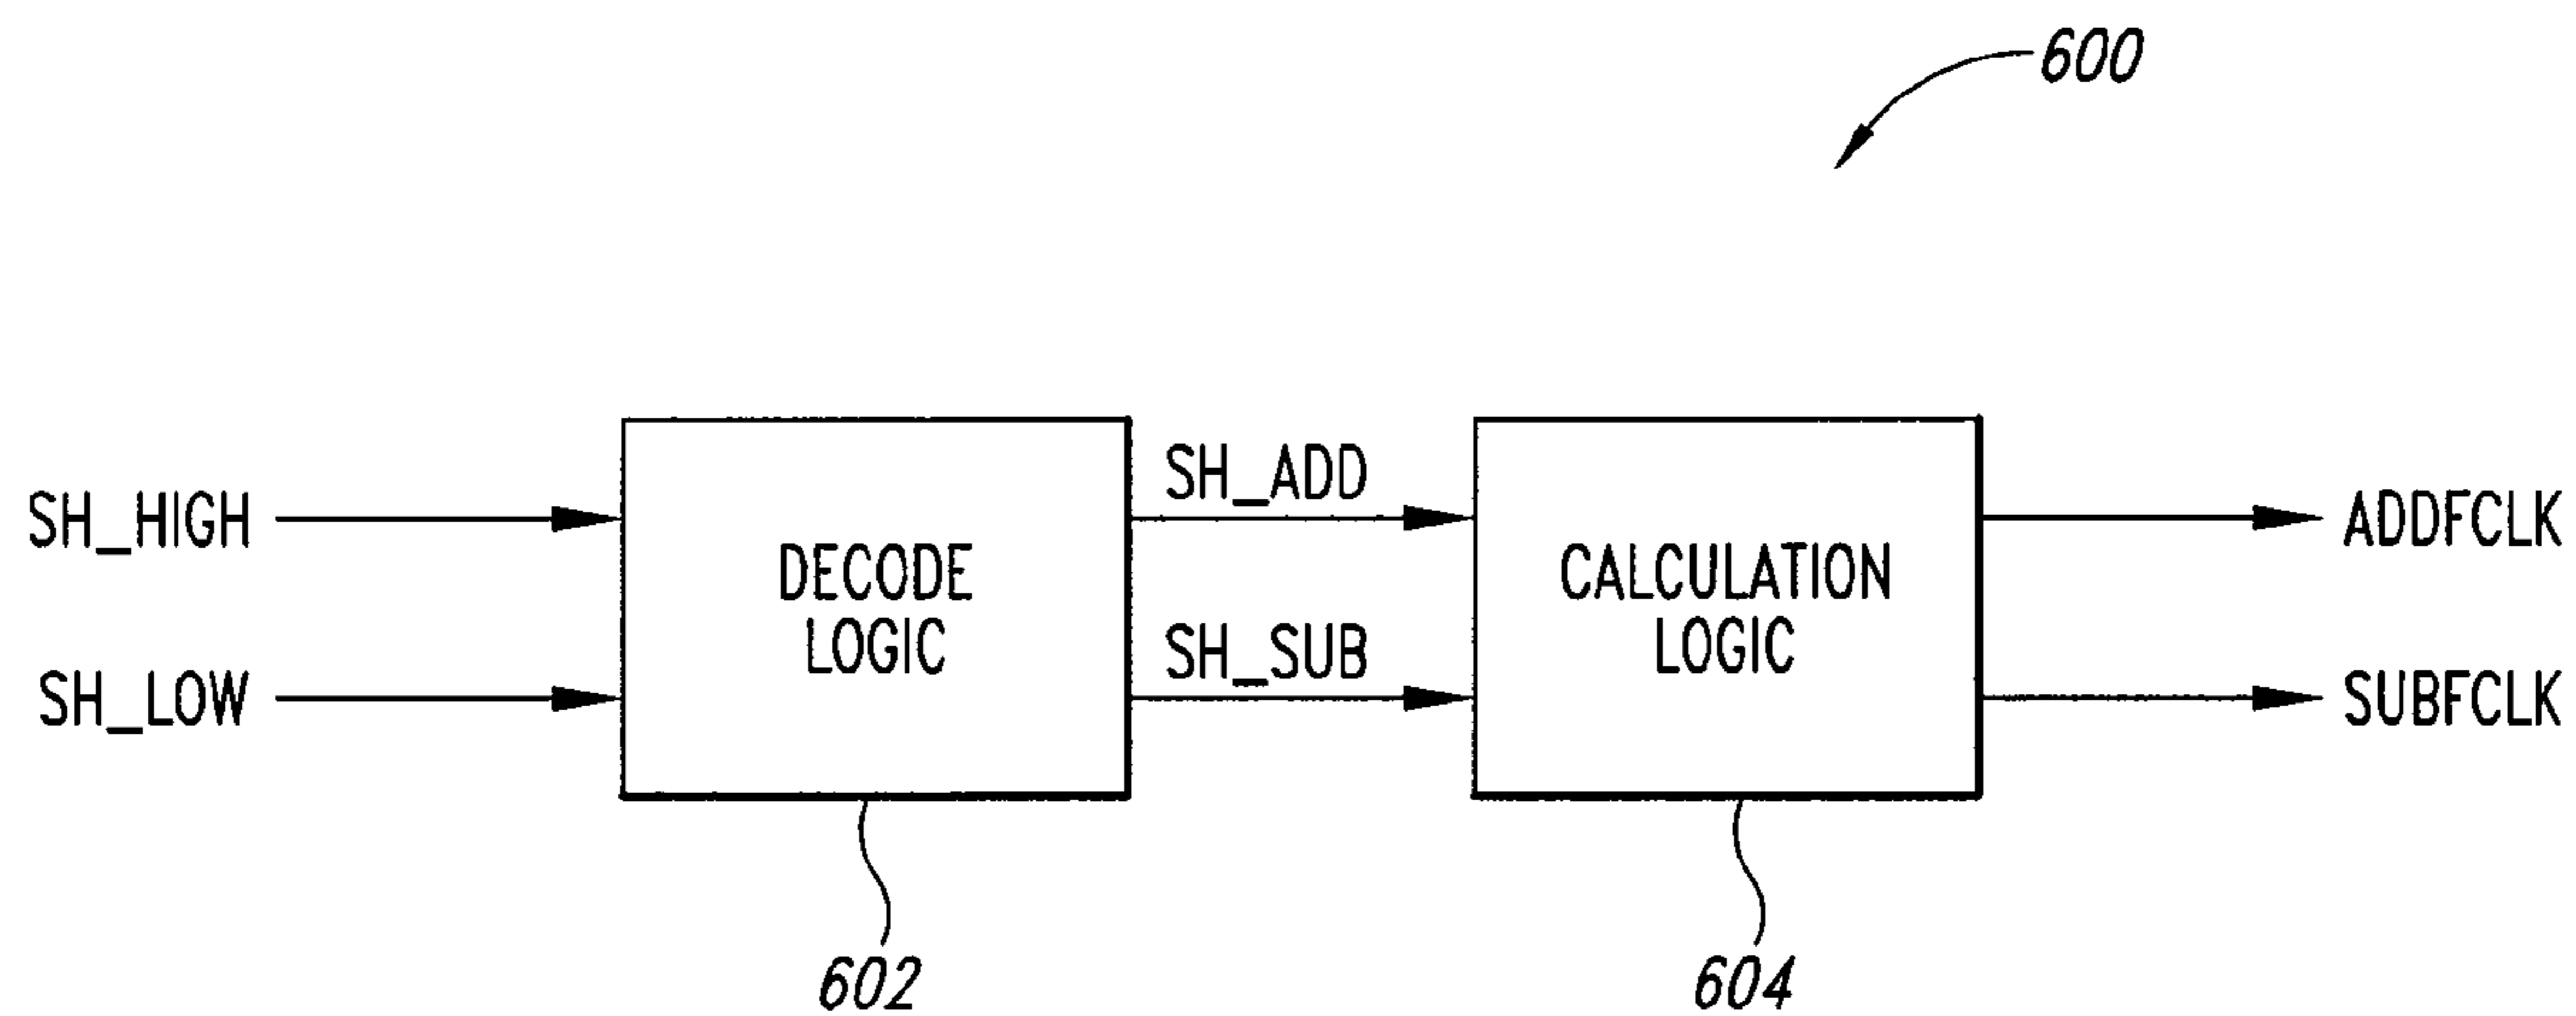 600
SH_HIGH
SH_LOW
DECODE
LOGIC
SH_ADD
SH_SUB
CALCULATION
LOGIC
ADDFCLK
SUBFCLK
602
604